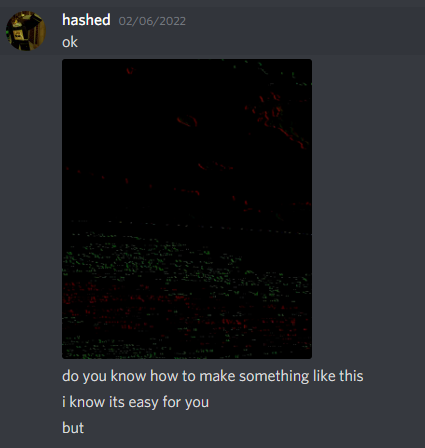 hashed 02/06/2022
ok
do you know how to make something like this
i know its easy for you
but